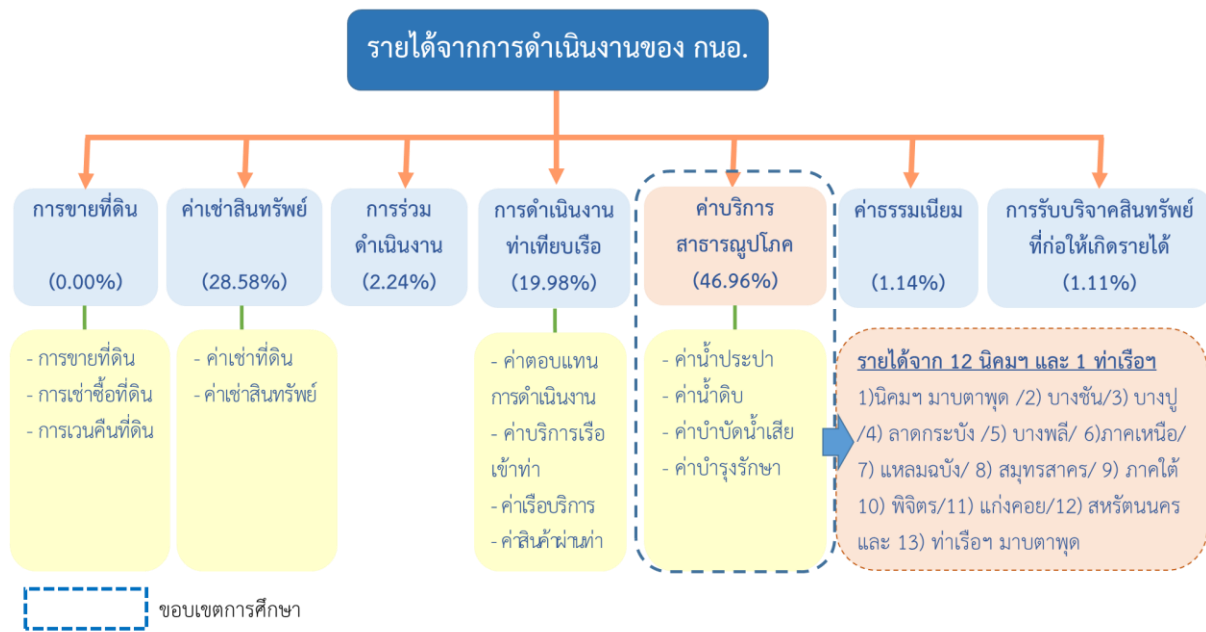 รายได้จากการดำเนินงานของ กนอ.
การขายที่ดิน
(0.00%)
ค่าเช่าสินทรัพย์
(28.58%)
การร่วม
ดำเนินงาน
(2.24%)
การดำเนินงาน
ท่าเทียบเรือ
(19.98%)
ค่าบริการ
สาธารณูปโภค
(46.96%)
ค่าธรรมเนียม
(1.14%)
การรับบริจาคสินทรัพย์
ที่ก่อให้เกิดรายได้
(1.11%)
- การขายที่ดิน
- การเช่าซื้อที่ดิน
- การเวนคืนที่ดิน
- ค่าเช่าที่ดิน
- ค่าเช่าสินทรัพย์
- ค่าตอบแทน
การดำเนินงาน
- ค่าบริการเรือ
เข้าท่า
- ค่าเรือบริการ
- ค่าสินค้าผ่านท่า
- ค่าน้ำประปา
- ค่าน้ำดิบ
- ค่าบำบัดน้ำเสีย
- ค่าบำรุงรักษา
รายได้จาก 12 นิคมฯ และ 1 ท่าเรือฯ
1)นิคมฯ มาบตาพุด /2) บางชัน/3) บางปู
/4) ลาดกระบัง /5) บางพลี/ 6)ภาคเหนือ/
7) แหลมฉบัง/ 8) สมุทรสาคร/ 9) ภาคใต้
10) พิจิตร/11) แก่งคอย/12) สหรัตนนคร
และ 13) ท่าเรือฯ มาบตาพุด
ขอบเขตการศึกษา